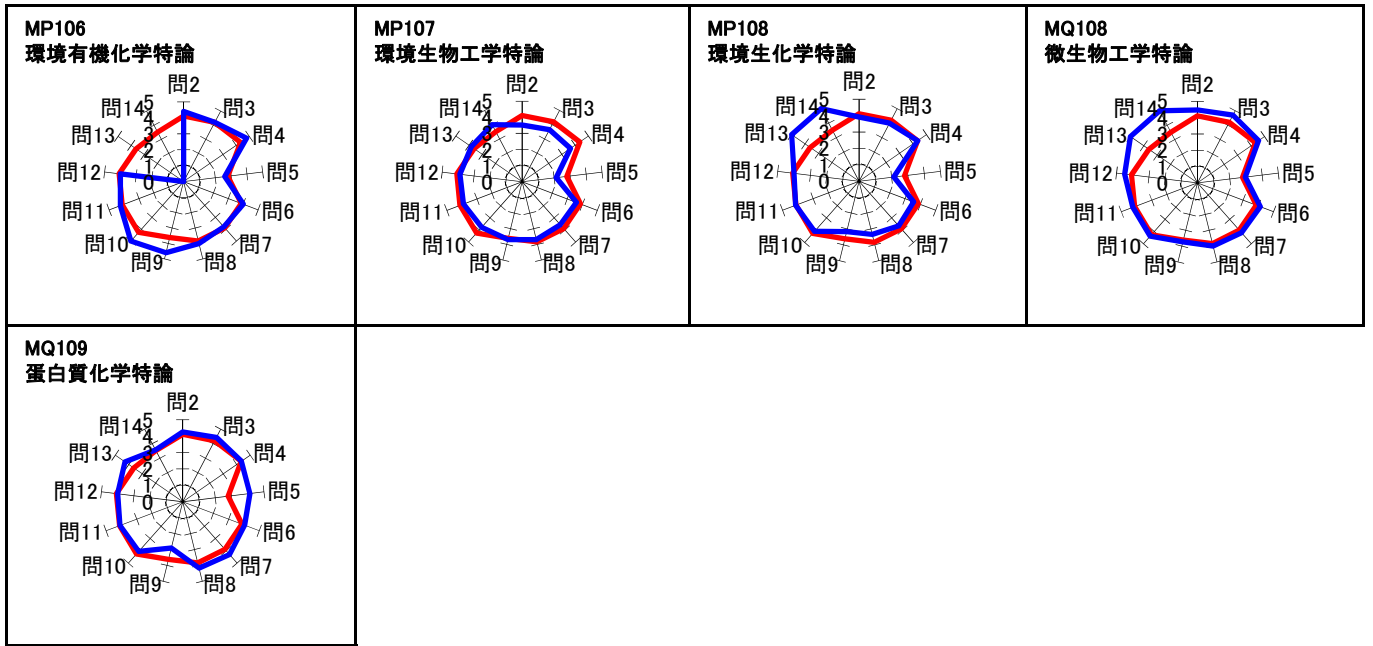 MP106
環境有機化学特論
問2
問3
問4
問5
問6
問7
問8
問9
問10
問11
問12
問13
問14
5
4
3
2
1
0
MP107
環境生物工学特論
問2
問3
問4
問5
問6
問7
問8
問9
問10
問11
問12
問13
問14
5
4
3
2
1
0
MP108
環境生化学特論
問2
問3
問4
問5
問6
問7
問8
問9
問10
問11
問12
問13
問14
5
4
3
2
1
0
MQ108
微生物工学特論
問2
問3
問4
問5
問6
問7
問8
問9
問10
問11
問12
問13
問14
5
4
3
2
1
0
MQ109
蛋白質化学特論
問2
問3
問4
問5
問6
問7
問8
問9
問10
問11
問12
問13
問14
5
4
3
2
1
0